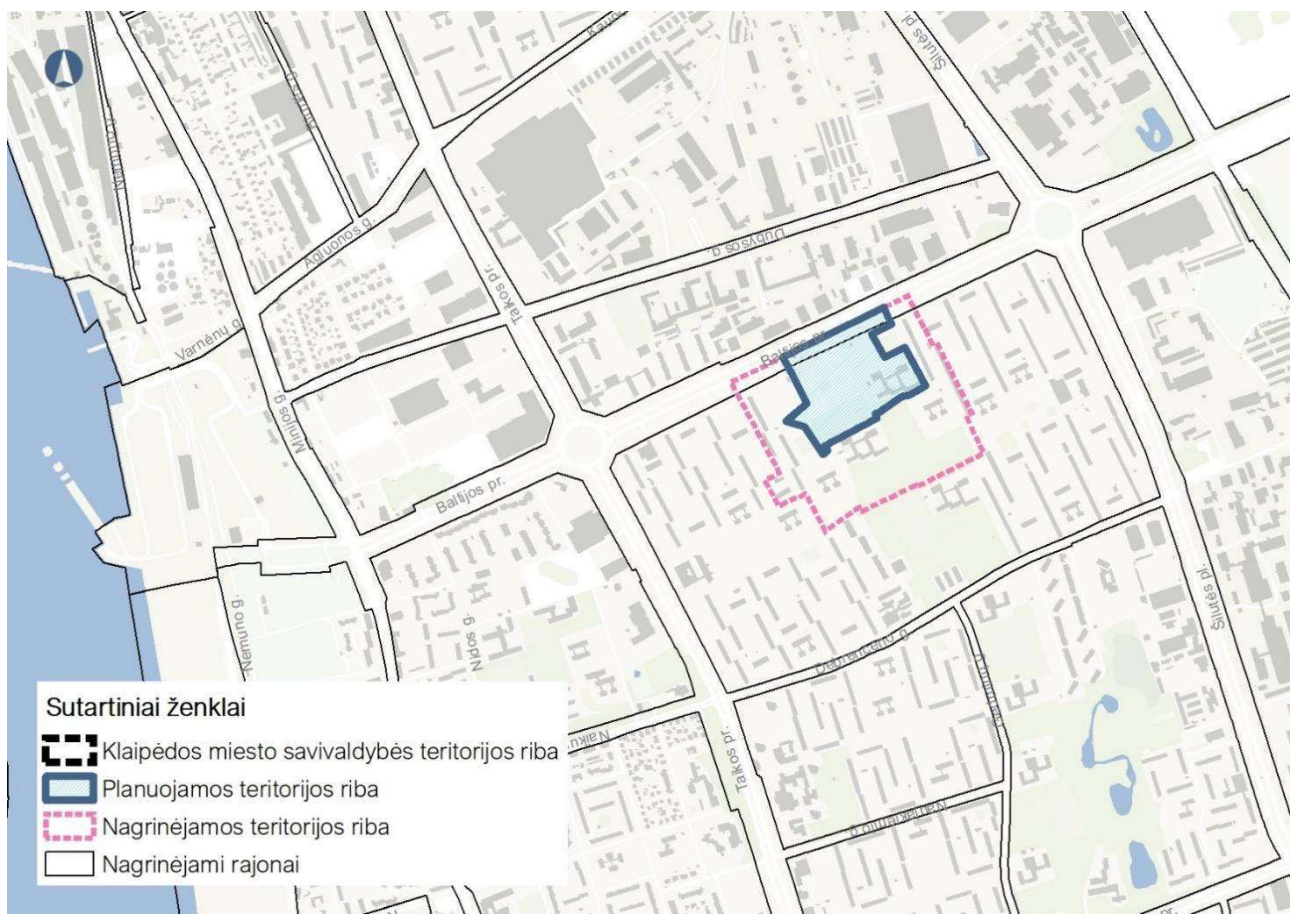 Šilutės pl.
Dubysos g.
Agluonos g.
Taikos pr.
Varnėnų g.
Minijos g.
Baltijos pr.
Baltijos pr.
Nemuno g.
Nidos g.
Debreceno g.
Šilutės pl.
Taikos pr.
Sutartiniai ženklai
Klaipėdos miesto savivaldybės teritorijos riba
Planuojamos teritorijos riba
Nagrinėjamos teritorijos riba
Nagrinėjami rajonai